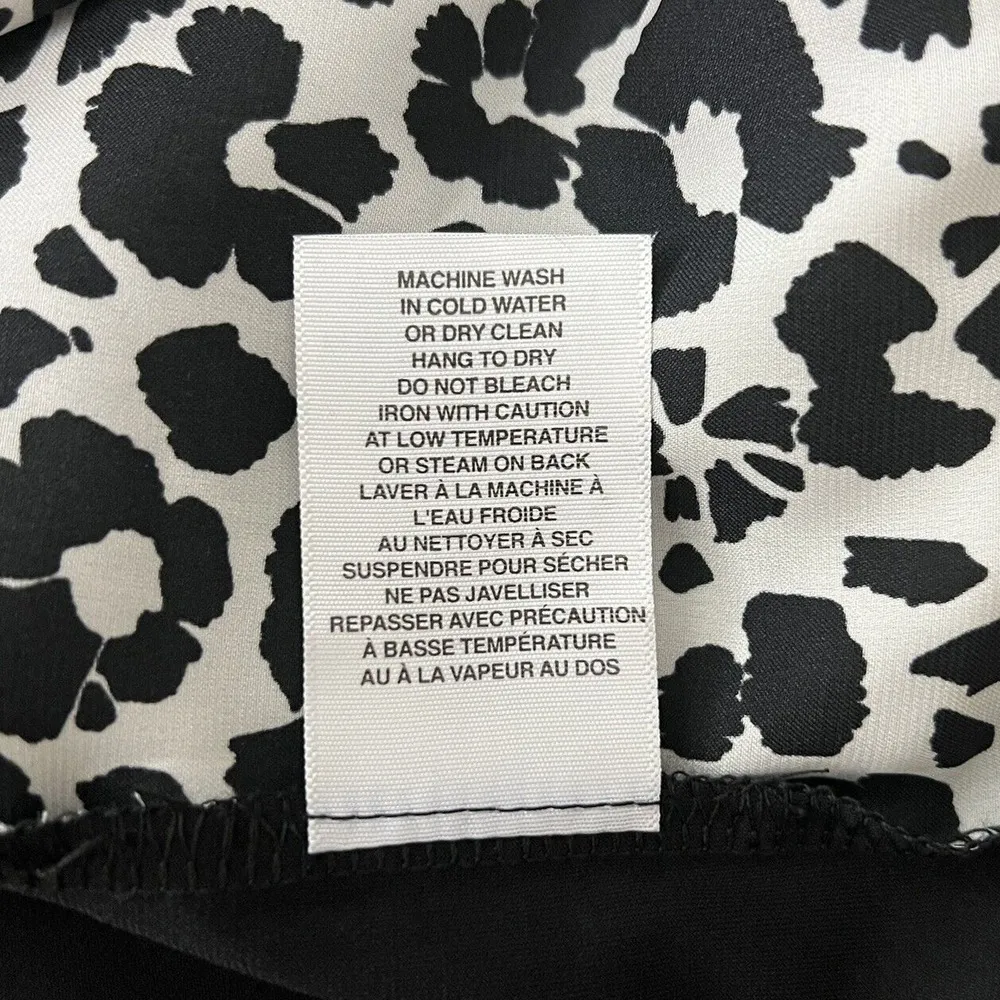 MACHINE WASH
IN COLD WATER
OR DRY CLEAN
HANG TO DRY
DO NOT BLEACH
IRON WITH CAUTION
AT LOW TEMPERATURE
OR STEAM ON BACK
LAVER À LA MACHINE À
L'EAU FROIDE
AU NETTOYER À SEC
SUSPENDRE POUR SÉCHER
NE PAS JAVELLISER
REPASSER AVEC PRÉCAUTION
À BASSE TEMPÉRATURE
AU À LA VAPEUR AU DOS